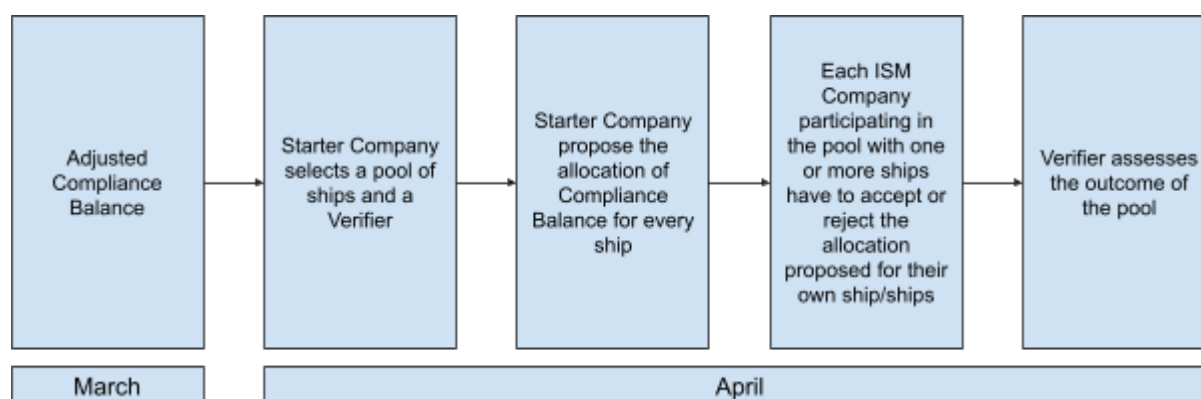 Adjusted
Compliance
Balance
Starter Company
selects a pool of
ships and a
Verifier
Starter Company
propose the
allocation of
Compliance
Balance for every
ship
Each ISM
Company
participating in
the pool with one
or more ships
have to accept or
reject the
allocation
proposed for their
own ship/ships
Verifier assesses
the outcome of
the pool
March
April